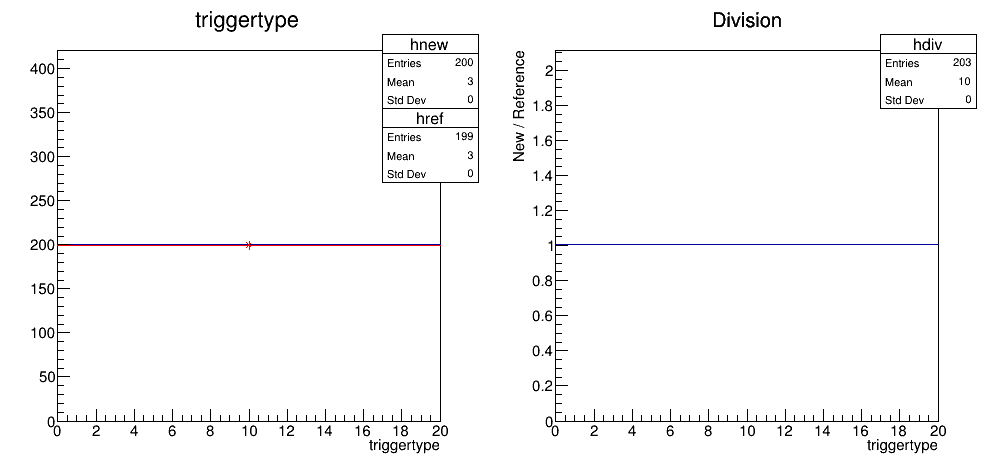 triggertype
hnew
Entries 200
Mean 3
Std Dev 0
href
Entries 199
Mean 3
Std Dev 0
400
350
300
250
200
150
100
50
0
0 2 4 6 8 10 12 14 16 18 20
triggertype
Division
hdiv
Entries 203
Mean 10
Std Dev 0
New / Reference
2
1.8
1.6
1.4
1.2
1
0.8
0.6
0.4
0.2
0
0 2 4 6 8 10 12 14 16 18 20
triggertype